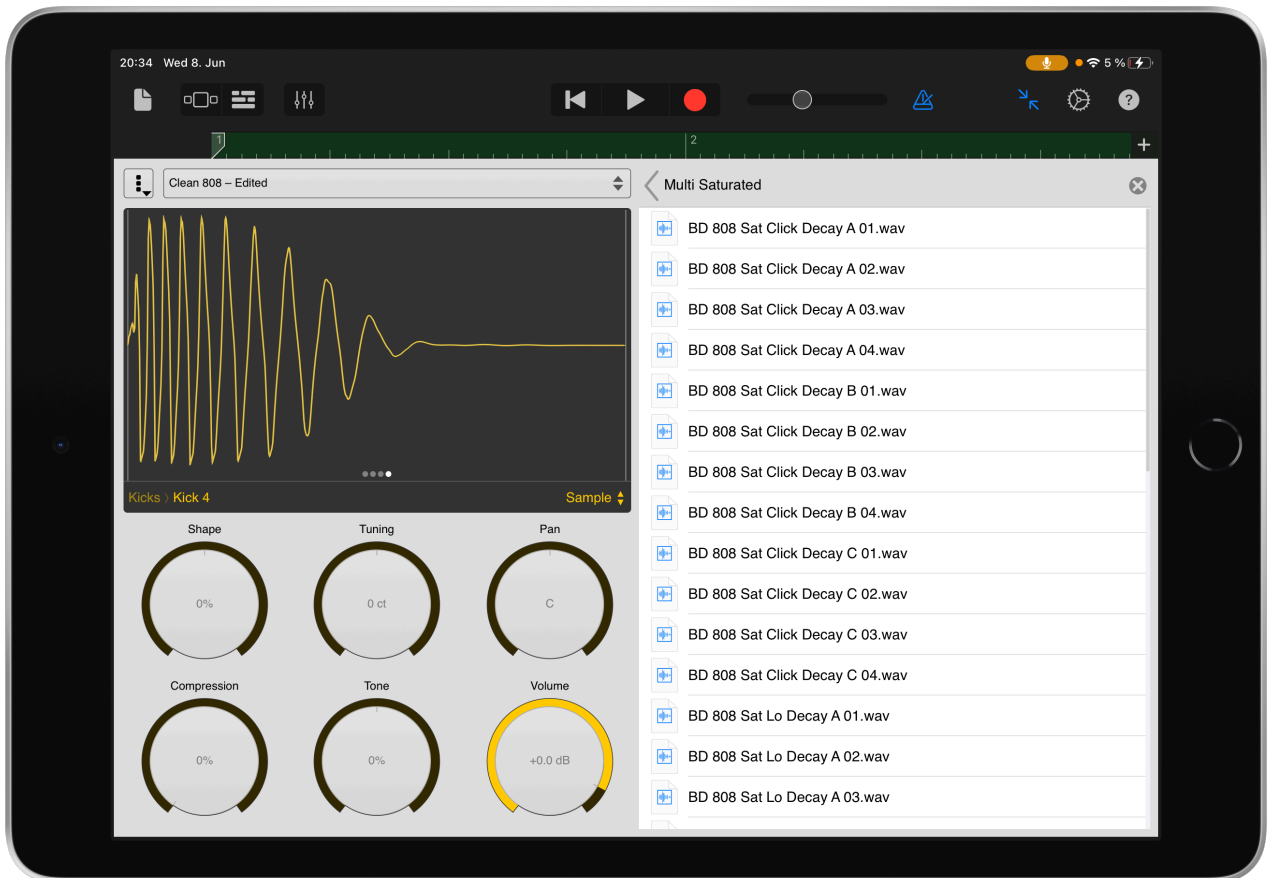 20:34 Wed 8. Jun
5 %
?
1
2
+
Clean 808 – Edited
Kicks 〉 Kick 4
Sample
Shape
Tuning
Pan
0%
0 ct
C
Compression
Tone
Volume
0%
0%
+0.0 dB
Multi Saturated
BD 808 Sat Click Decay A 01.wav
BD 808 Sat Click Decay A 02.wav
BD 808 Sat Click Decay A 03.wav
BD 808 Sat Click Decay A 04.wav
BD 808 Sat Click Decay B 01.wav
BD 808 Sat Click Decay B 02.wav
BD 808 Sat Click Decay B 03.wav
BD 808 Sat Click Decay B 04.wav
BD 808 Sat Click Decay C 01.wav
BD 808 Sat Click Decay C 02.wav
BD 808 Sat Click Decay C 03.wav
BD 808 Sat Click Decay C 04.wav
BD 808 Sat Lo Decay A 01.wav
BD 808 Sat Lo Decay A 02.wav
BD 808 Sat Lo Decay A 03.wav